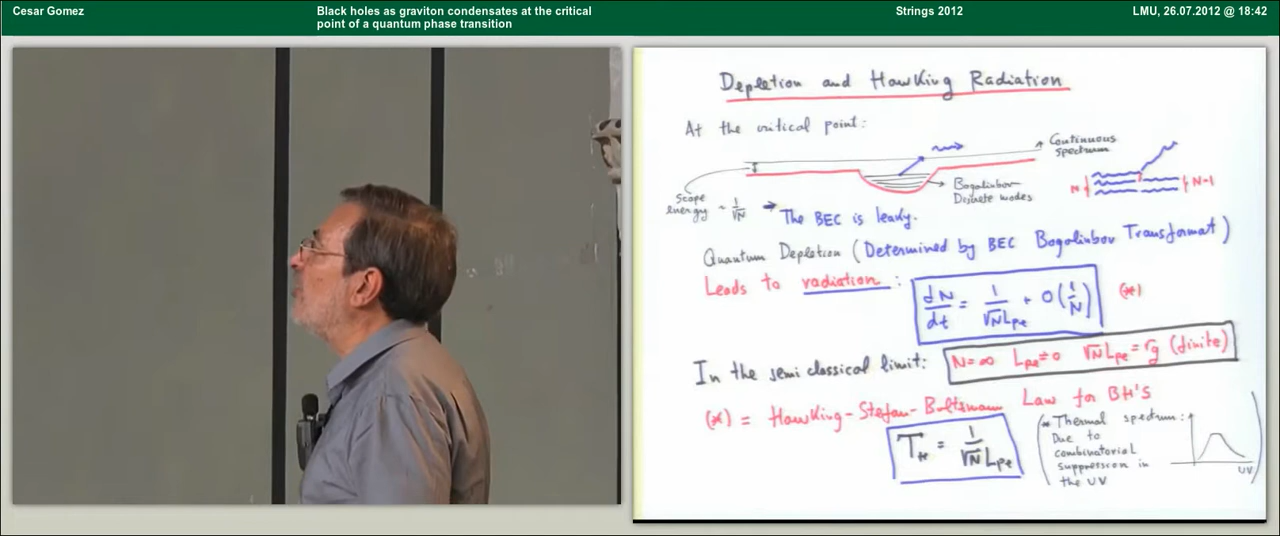 Cesar Gomez
Black holes as graviton condensates at the critical
point of a quantum phase transition
Strings 2012
LMU, 26.07.2012 @ 18:42
Depletion and Hawking Radiation
At the critical point:
Continuous
spectrum
Scope
energy ~ 1/√N
Bogoliubov
Discrete modes
N
N-1
The BEC is leaky.
Quantum Depletion (Determined by BEC Bogoliubov Transformat)
Leads to radiation:
dN/dt = 1/(√N Lpe) + O(1/N) (*)
In the semiclassical limit: N=∞ Lpe=0 √N Lpe = rg (finite)
(*) = Hawking-Stefan-Boltzmann Law for BH'S
T_H = 1/(√N Lpe)
(* Thermal spectrum:
Due to
combinatorial
suppression in
the UV
UV)